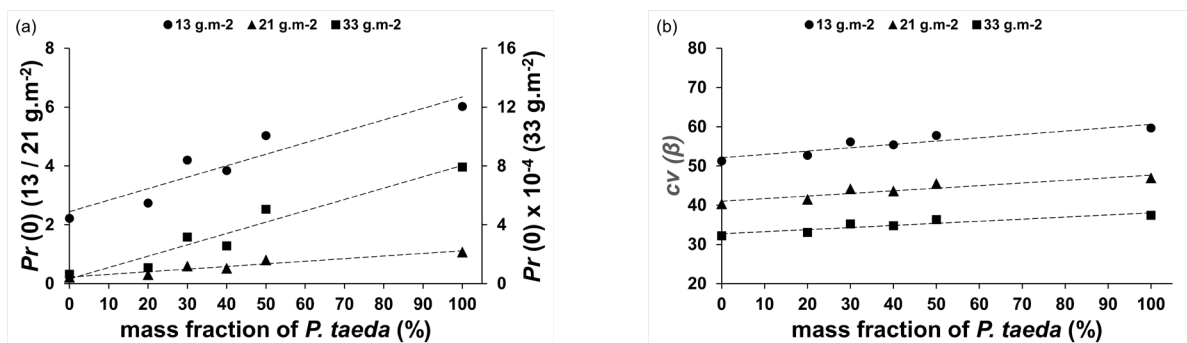 (a)
13 g.m-2 21 g.m-2 33 g.m-2
8
6
4
2
0
Pr (0) (13 / 21 g.m⁻²)
16
12
8
4
0
Pr (0) x 10⁻⁴ (33 g.m⁻²)
0 10 20 30 40 50 60 70 80 90 100
mass fraction of P. taeda (%)
(b)
13 g.m-2 21 g.m-2 33 g.m-2
80
70
60
50
40
30
20
cv (β)
0 10 20 30 40 50 60 70 80 90 100
mass fraction of P. taeda (%)